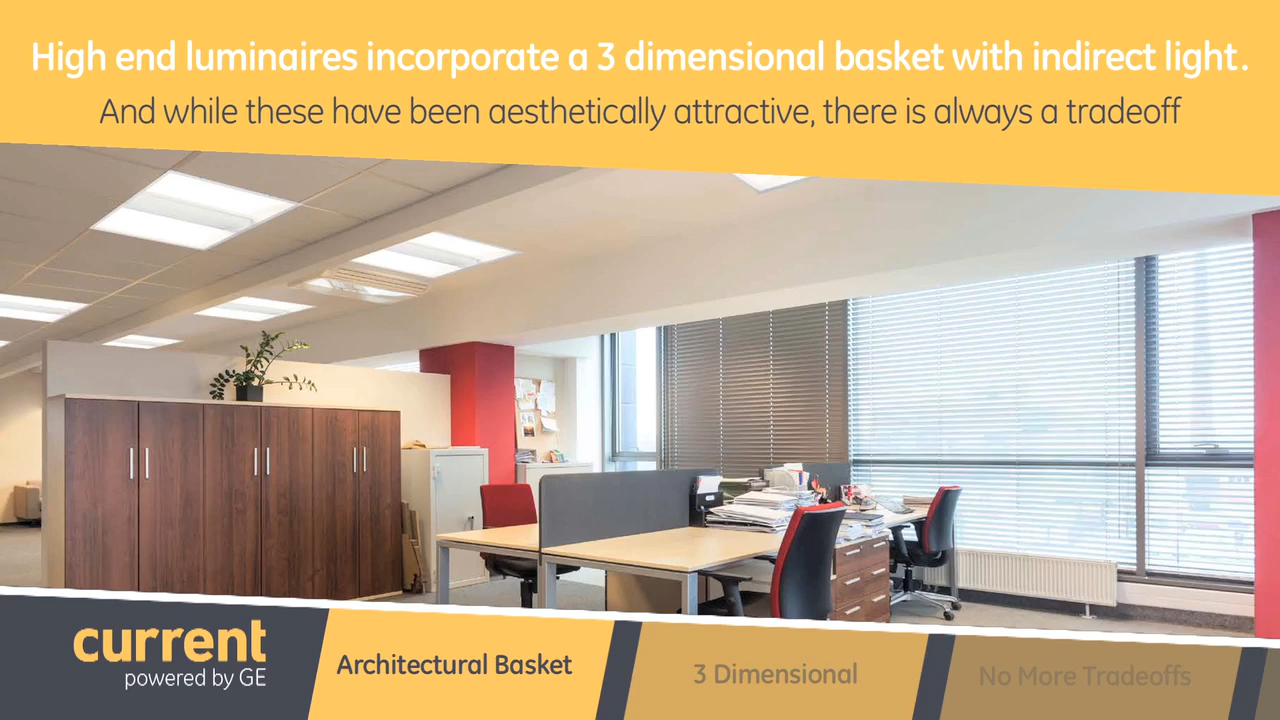 High end luminaires incorporate a 3 dimensional basket with indirect light.
And while these have been aesthetically attractive, there is always a tradeoff
current
powered by GE
Architectural Basket
3 Dimensional
No More Tradeoffs